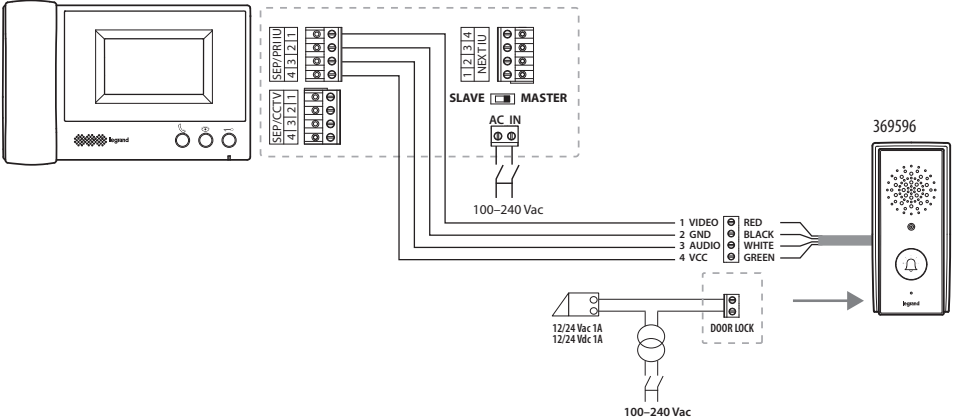 legrand
SEP/PRI IU
4 3 2 1
SEP/CCTV
4 3 2 1
1 2 3 4
NEXT IU
SLAVE MASTER
AC IN
100–240 Vac
369596
legrand
1 VIDEO RED
2 GND BLACK
3 AUDIO WHITE
4 VCC GREEN
12/24 Vac 1A
12/24 Vdc 1A
DOOR LOCK
100–240 Vac